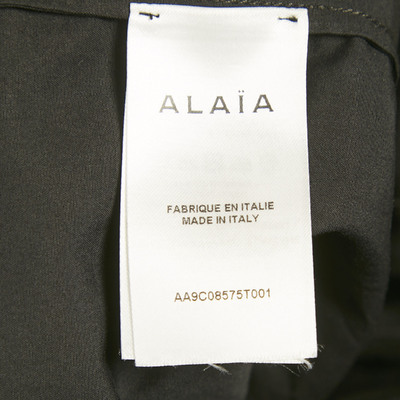 ALAÏA
FABRIQUE EN ITALIE
MADE IN ITALY
AA9C08575T001